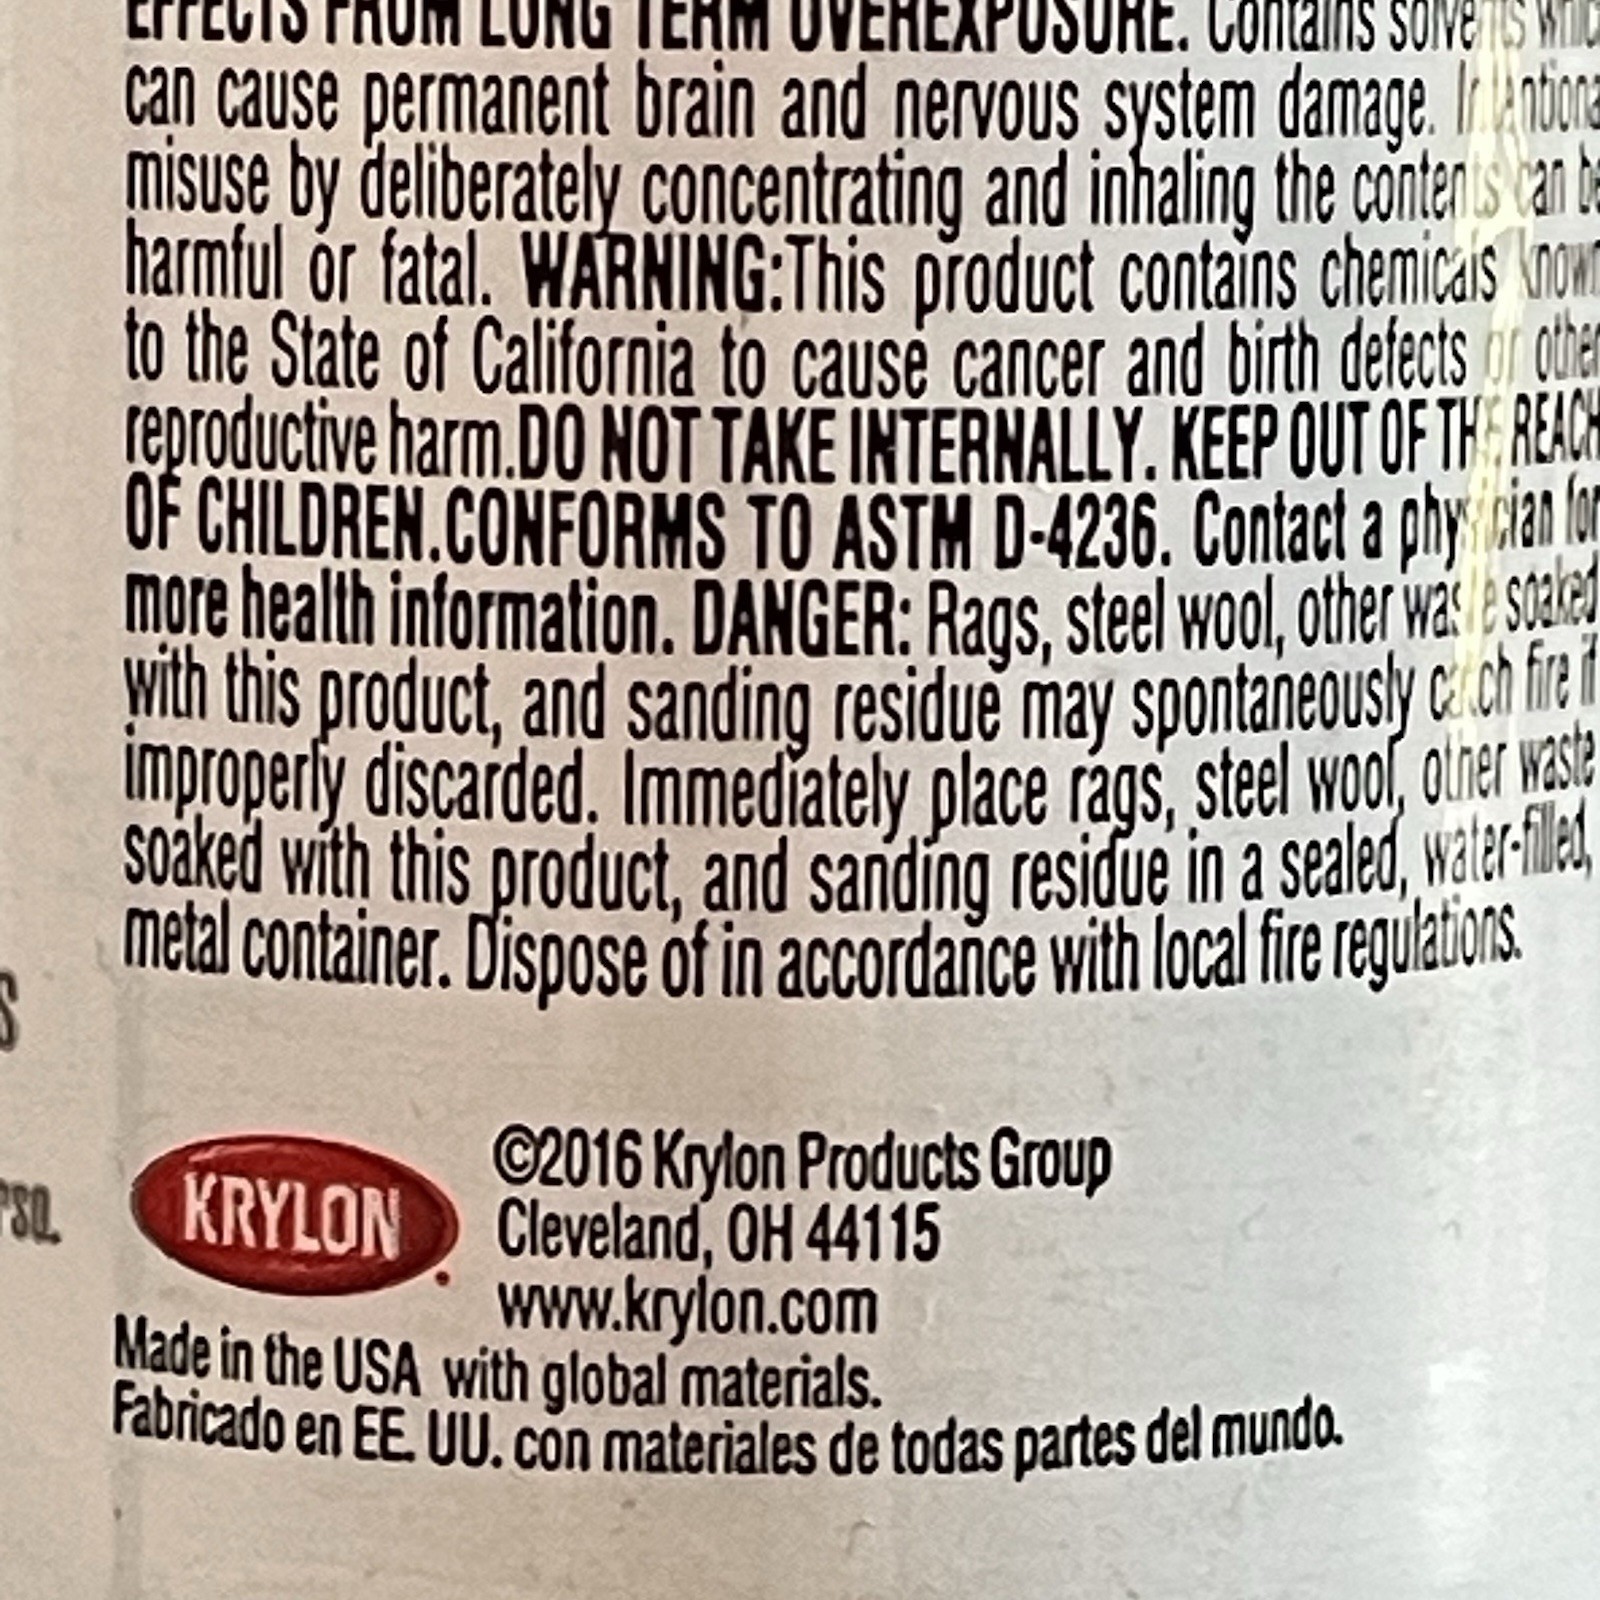 EFFECTS FROM LONG TERM OVEREXPOSURE. Contains solvents which
can cause permanent brain and nervous system damage. Intentional
misuse by deliberately concentrating and inhaling the contents can be
harmful or fatal. WARNING:This product contains chemicals known
to the State of California to cause cancer and birth defects or other
reproductive harm.DO NOT TAKE INTERNALLY. KEEP OUT OF THE REACH
OF CHILDREN.CONFORMS TO ASTM D-4236. Contact a physician for
more health information. DANGER: Rags, steel wool, other waste soaked
with this product, and sanding residue may spontaneously catch fire if
improperly discarded. Immediately place rags, steel wool, other waste
soaked with this product, and sanding residue in a sealed, water-filled,
metal container. Dispose of in accordance with local fire regulations.
KRYLON
©2016 Krylon Products Group
Cleveland, OH 44115
www.krylon.com
Made in the USA with global materials.
Fabricado en EE. UU. con materiales de todas partes del mundo.